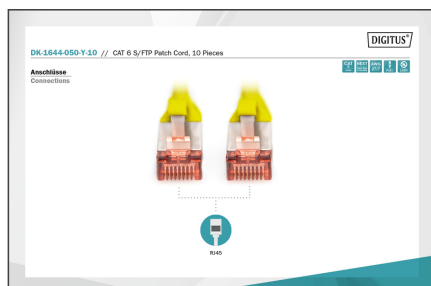 DIGITUS®
DK-1644-050-Y-10 // CAT 6 S/FTP Patch Cord, 10 Pieces
Anschlüsse
Connections
RJ45